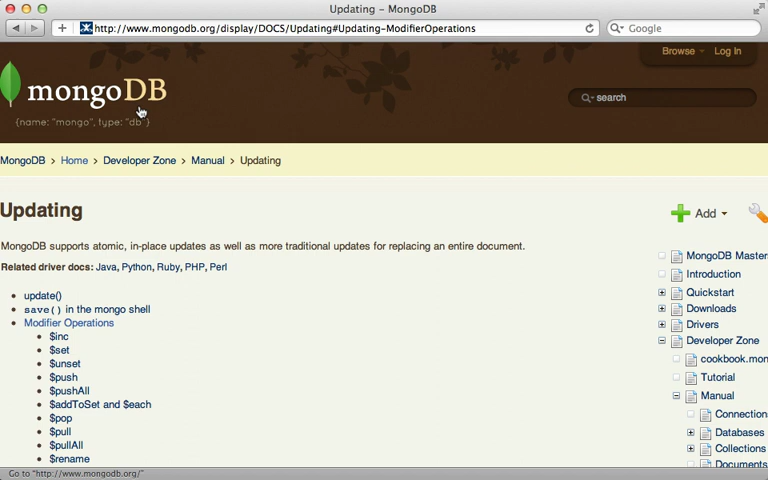 Updating – MongoDB
http://www.mongodb.org/display/DOCS/Updating#Updating-ModifierOperations
Google
Browse
Log In
mongoDB
{name: "mongo", type: "db"}
search
MongoDB > Home > Developer Zone > Manual > Updating
Updating
Add
MongoDB supports atomic, in-place updates as well as more traditional updates for replacing an entire document.
Related driver docs: Java, Python, Ruby, PHP, Perl
• update()
• save() in the mongo shell
• Modifier Operations
• $inc
• $set
• $unset
• $push
• $pushAll
• $addToSet and $each
• $pop
• $pull
• $pullAll
• $rename
MongoDB Master
Introduction
Quickstart
Downloads
Drivers
Developer Zone
cookbook.mon
Tutorial
Manual
Connection
Databases
Collections
Documents
Go to "http://www.mongodb.org/"